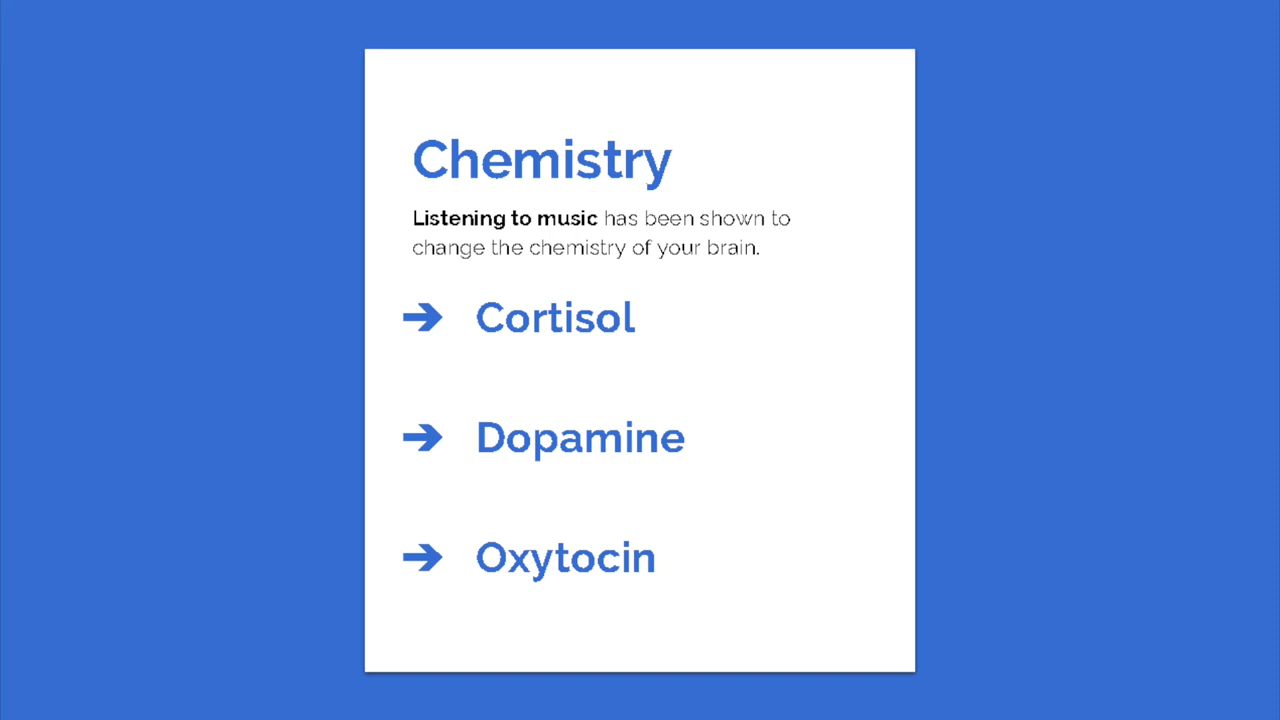 Chemistry
Listening to music has been shown to
change the chemistry of your brain.
➔ Cortisol
➔ Dopamine
➔ Oxytocin